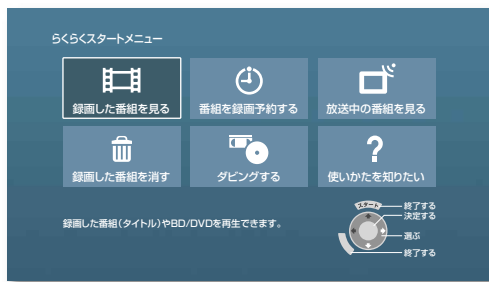 らくらくスタートメニュー
録画した番組を見る
番組を録画予約する
放送中の番組を見る
録画した番組を消す
ダビングする
?
使いかたを知りたい
録画した番組(タイトル)やBD/DVDを再生できます。
スタート
終了する
決定する
選ぶ
終了する